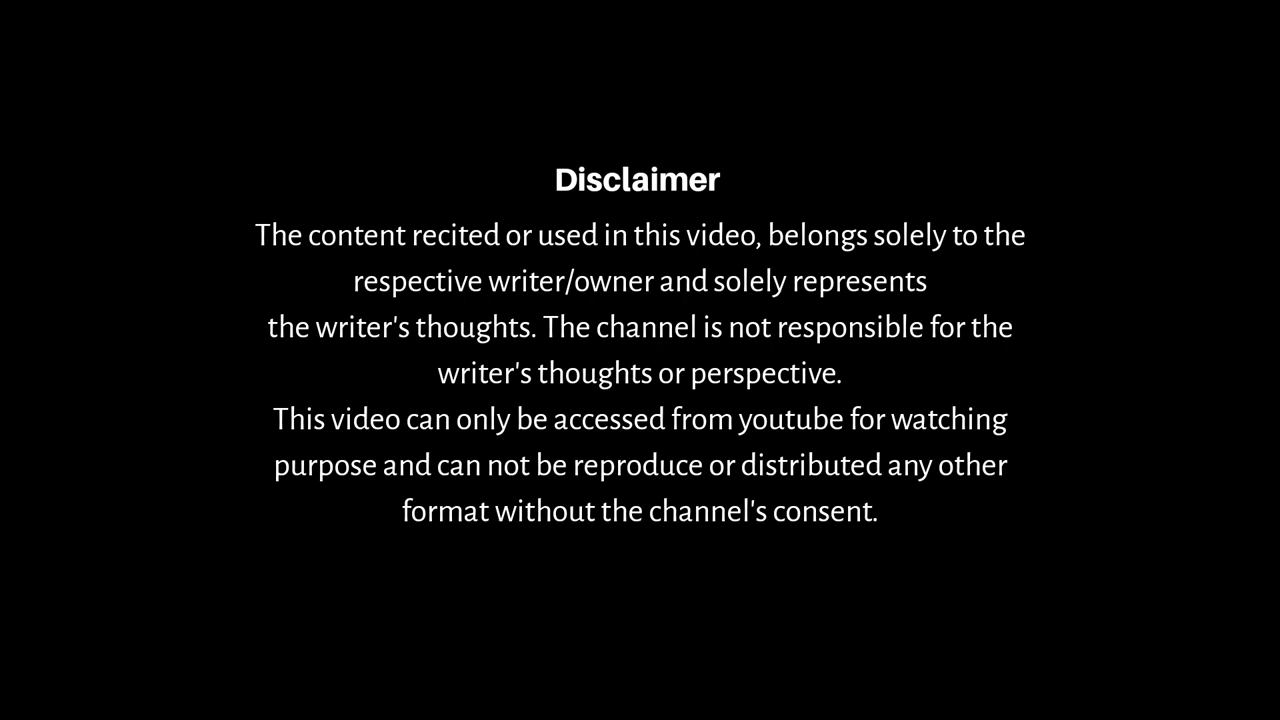 Disclaimer
The content recited or used in this video, belongs solely to the
respective writer/owner and solely represents
the writer's thoughts. The channel is not responsible for the
writer's thoughts or perspective.
This video can only be accessed from youtube for watching
purpose and can not be reproduce or distributed any other
format without the channel's consent.